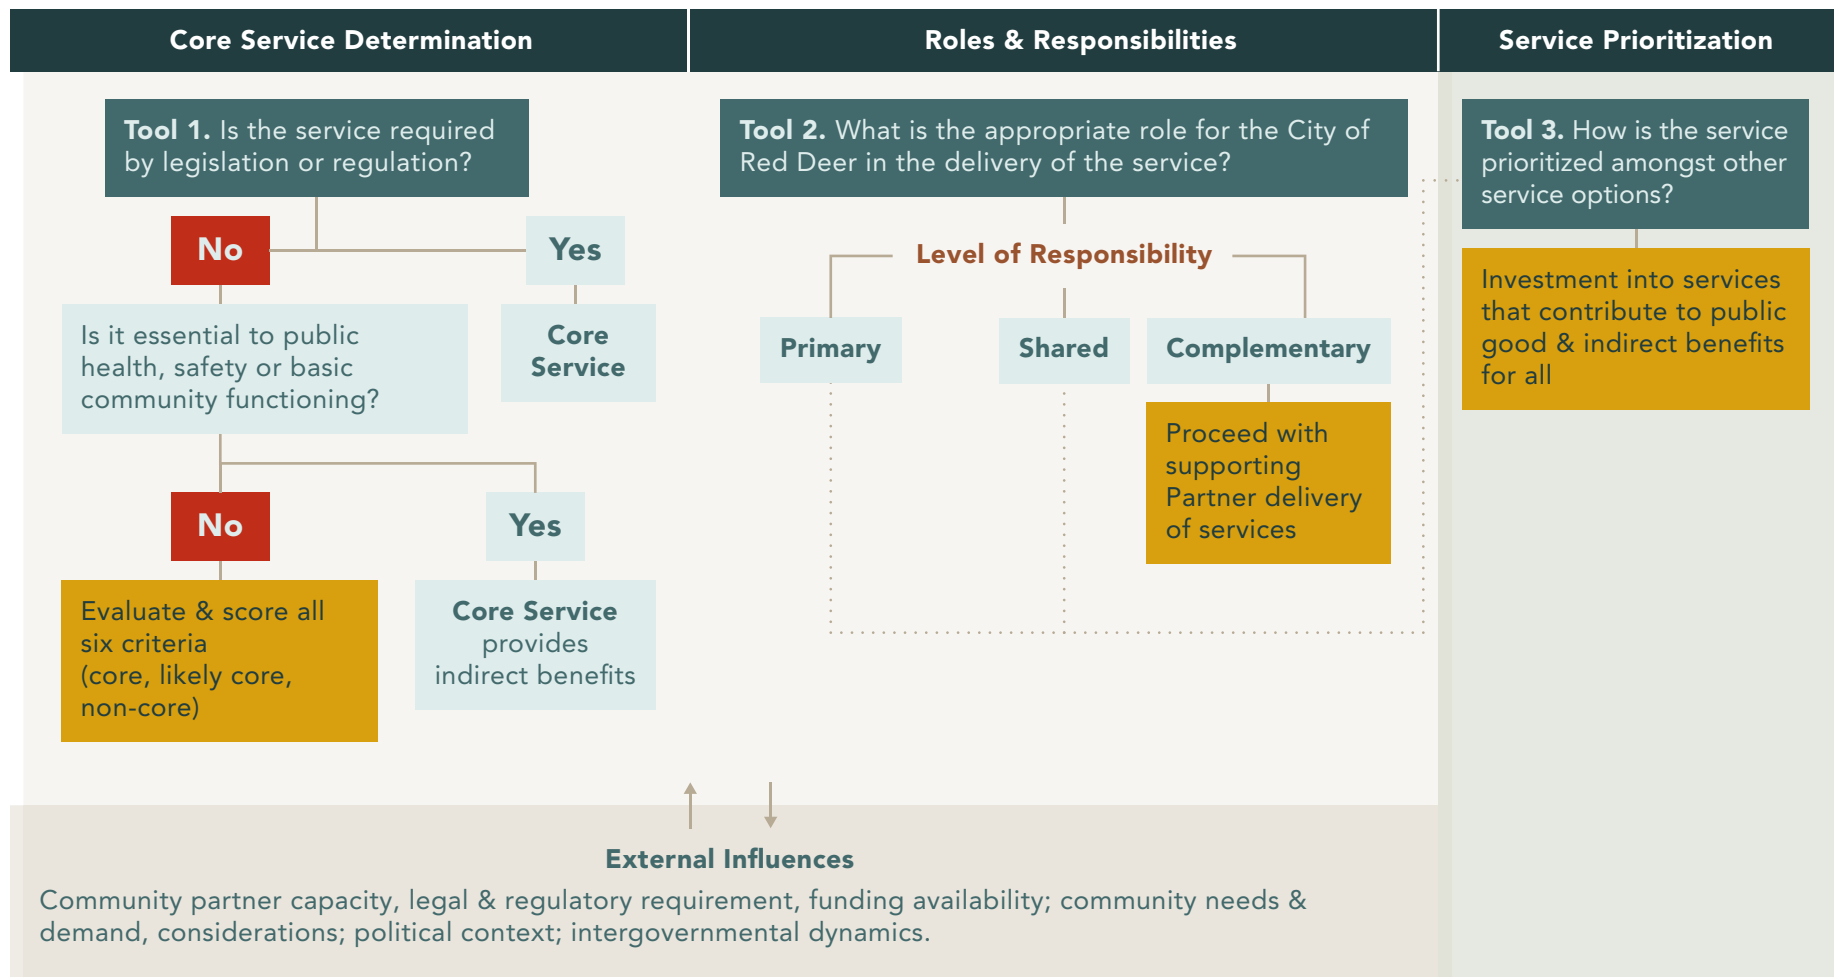 Core Service Determination
Roles & Responsibilities
Service Prioritization
Tool 1. Is the service required
by legislation or regulation?
No
Yes
Is it essential to public
health, safety or basic
community functioning?
Core
Service
No
Yes
Evaluate & score all
six criteria
(core, likely core,
non-core)
Core Service
provides
indirect benefits
Tool 2. What is the appropriate role for the City of
Red Deer in the delivery of the service?
Level of Responsibility
Primary
Shared
Complementary
Proceed with
supporting
Partner delivery
of services
Tool 3. How is the service
prioritized amongst other
service options?
Investment into services
that contribute to public
good & indirect benefits
for all
External Influences
Community partner capacity, legal & regulatory requirement, funding availability; community needs &
demand, considerations; political context; intergovernmental dynamics.